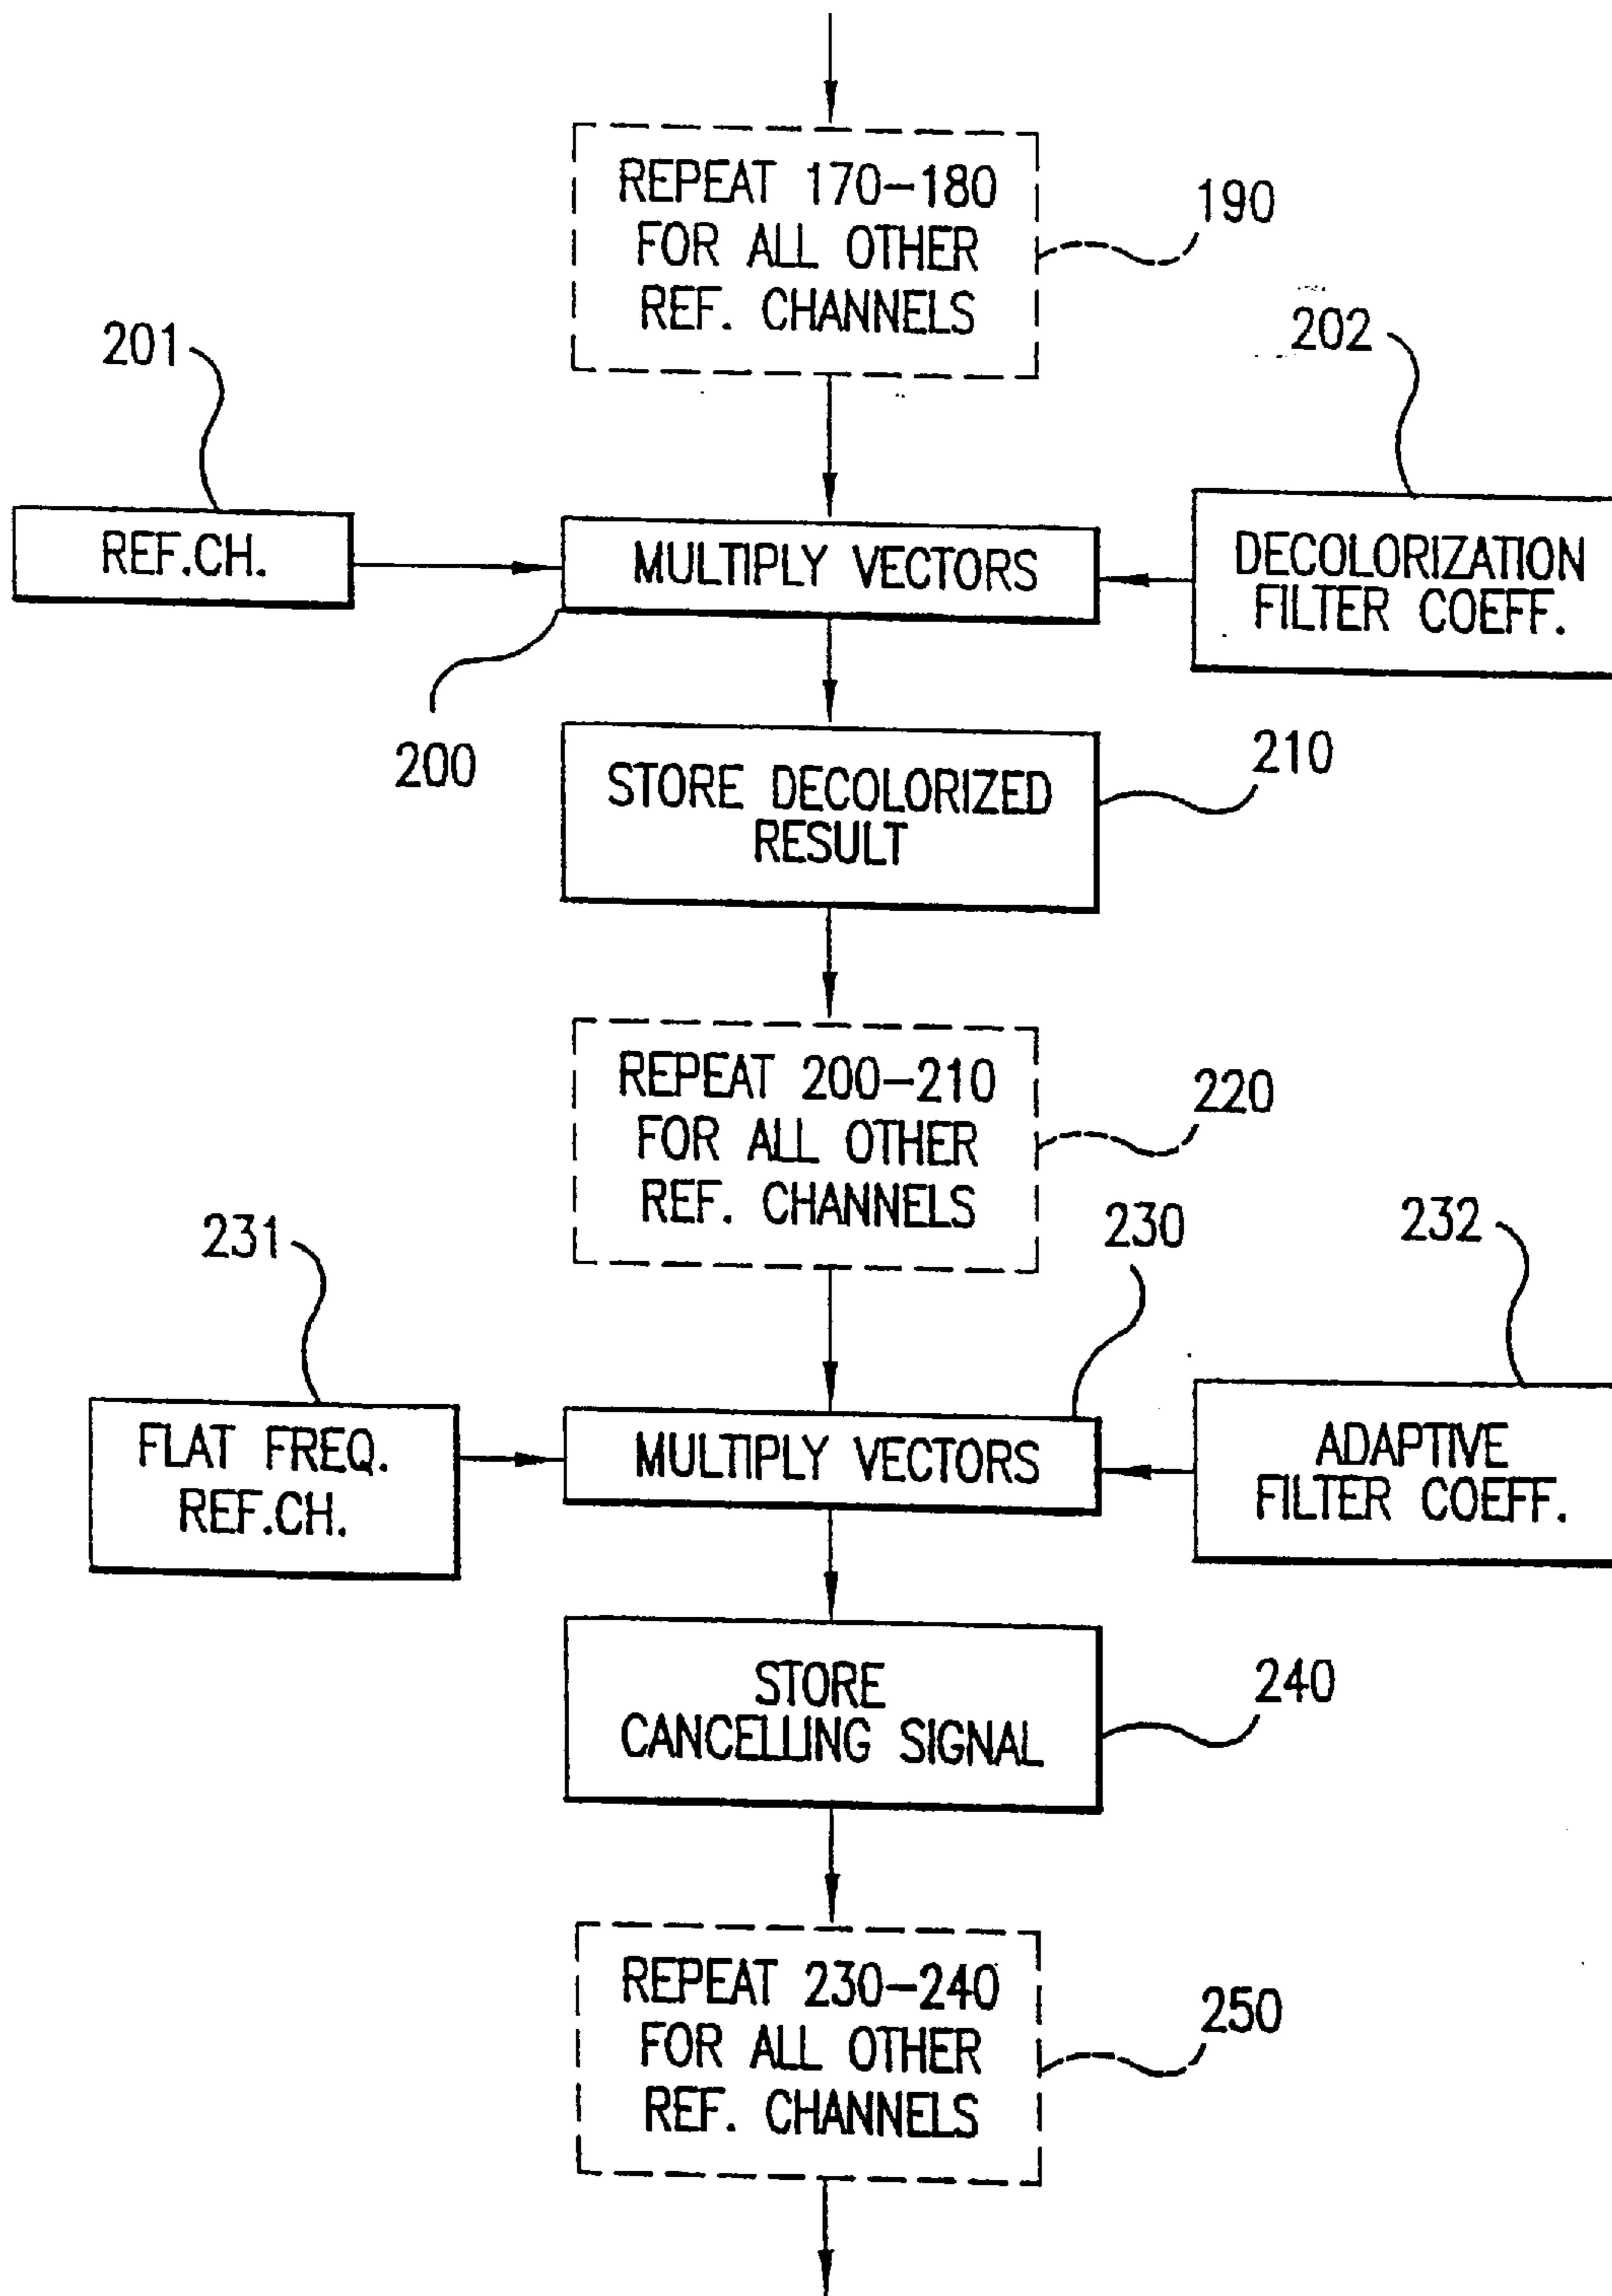 REPEAT 170-180
FOR ALL OTHER
REF. CHANNELS
190
201
202
REF.CH.
MULTIPLY VECTORS
DECOLORIZATION
FILTER COEFF.
200
STORE DECOLORIZED
RESULT
210
REPEAT 200-210
FOR ALL OTHER
REF. CHANNELS
220
231
230
232
FLAT FREQ.
REF.CH.
MULTIPLY VECTORS
ADAPTIVE
FILTER COEFF.
STORE
CANCELLING SIGNAL
240
REPEAT 230-240
FOR ALL OTHER
REF. CHANNELS
250